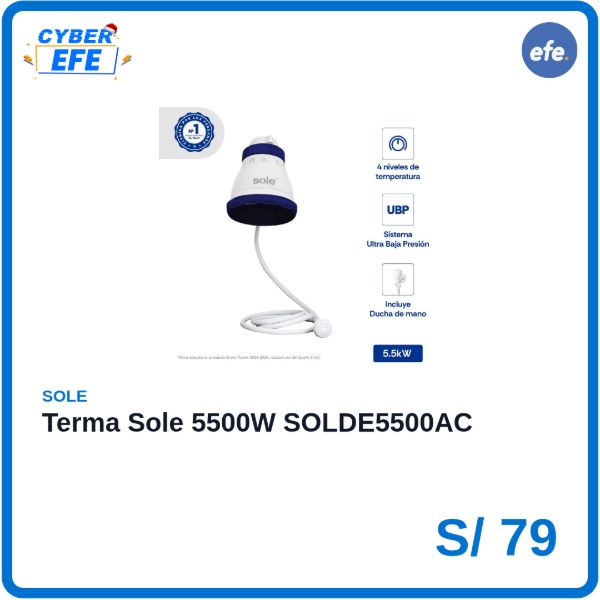 CYBER
EFE
efe.
Nº1
sole
4 niveles de
temperatura
UBP
Sistema
Ultra Baja Presión
Incluye
Ducha de mano
5.5kW
SOLE
Terma Sole 5500W SOLDE5500AC
S/ 79